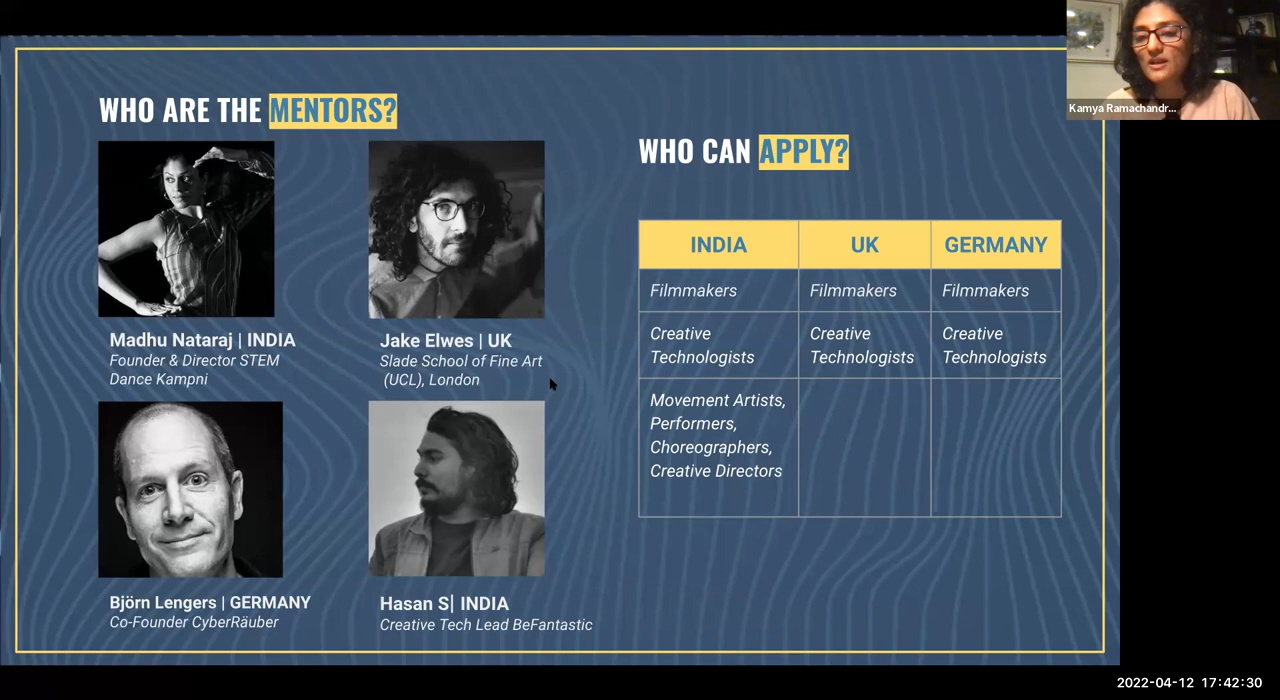 WHO ARE THE MENTORS?
Madhu Nataraj | INDIA
Founder & Director STEM
Dance Kampni
Jake Elwes | UK
Slade School of Fine Art
(UCL), London
Björn Lengers | GERMANY
Co-Founder CyberRäuber
Hasan S| INDIA
Creative Tech Lead BeFantastic
WHO CAN APPLY?
INDIA UK GERMANY
Filmmakers Filmmakers Filmmakers
Creative Creative Creative
Technologists Technologists Technologists
Movement Artists,
Performers,
Choreographers,
Creative Directors
Kamya Ramachandr...
2022-04-12 17:42:30